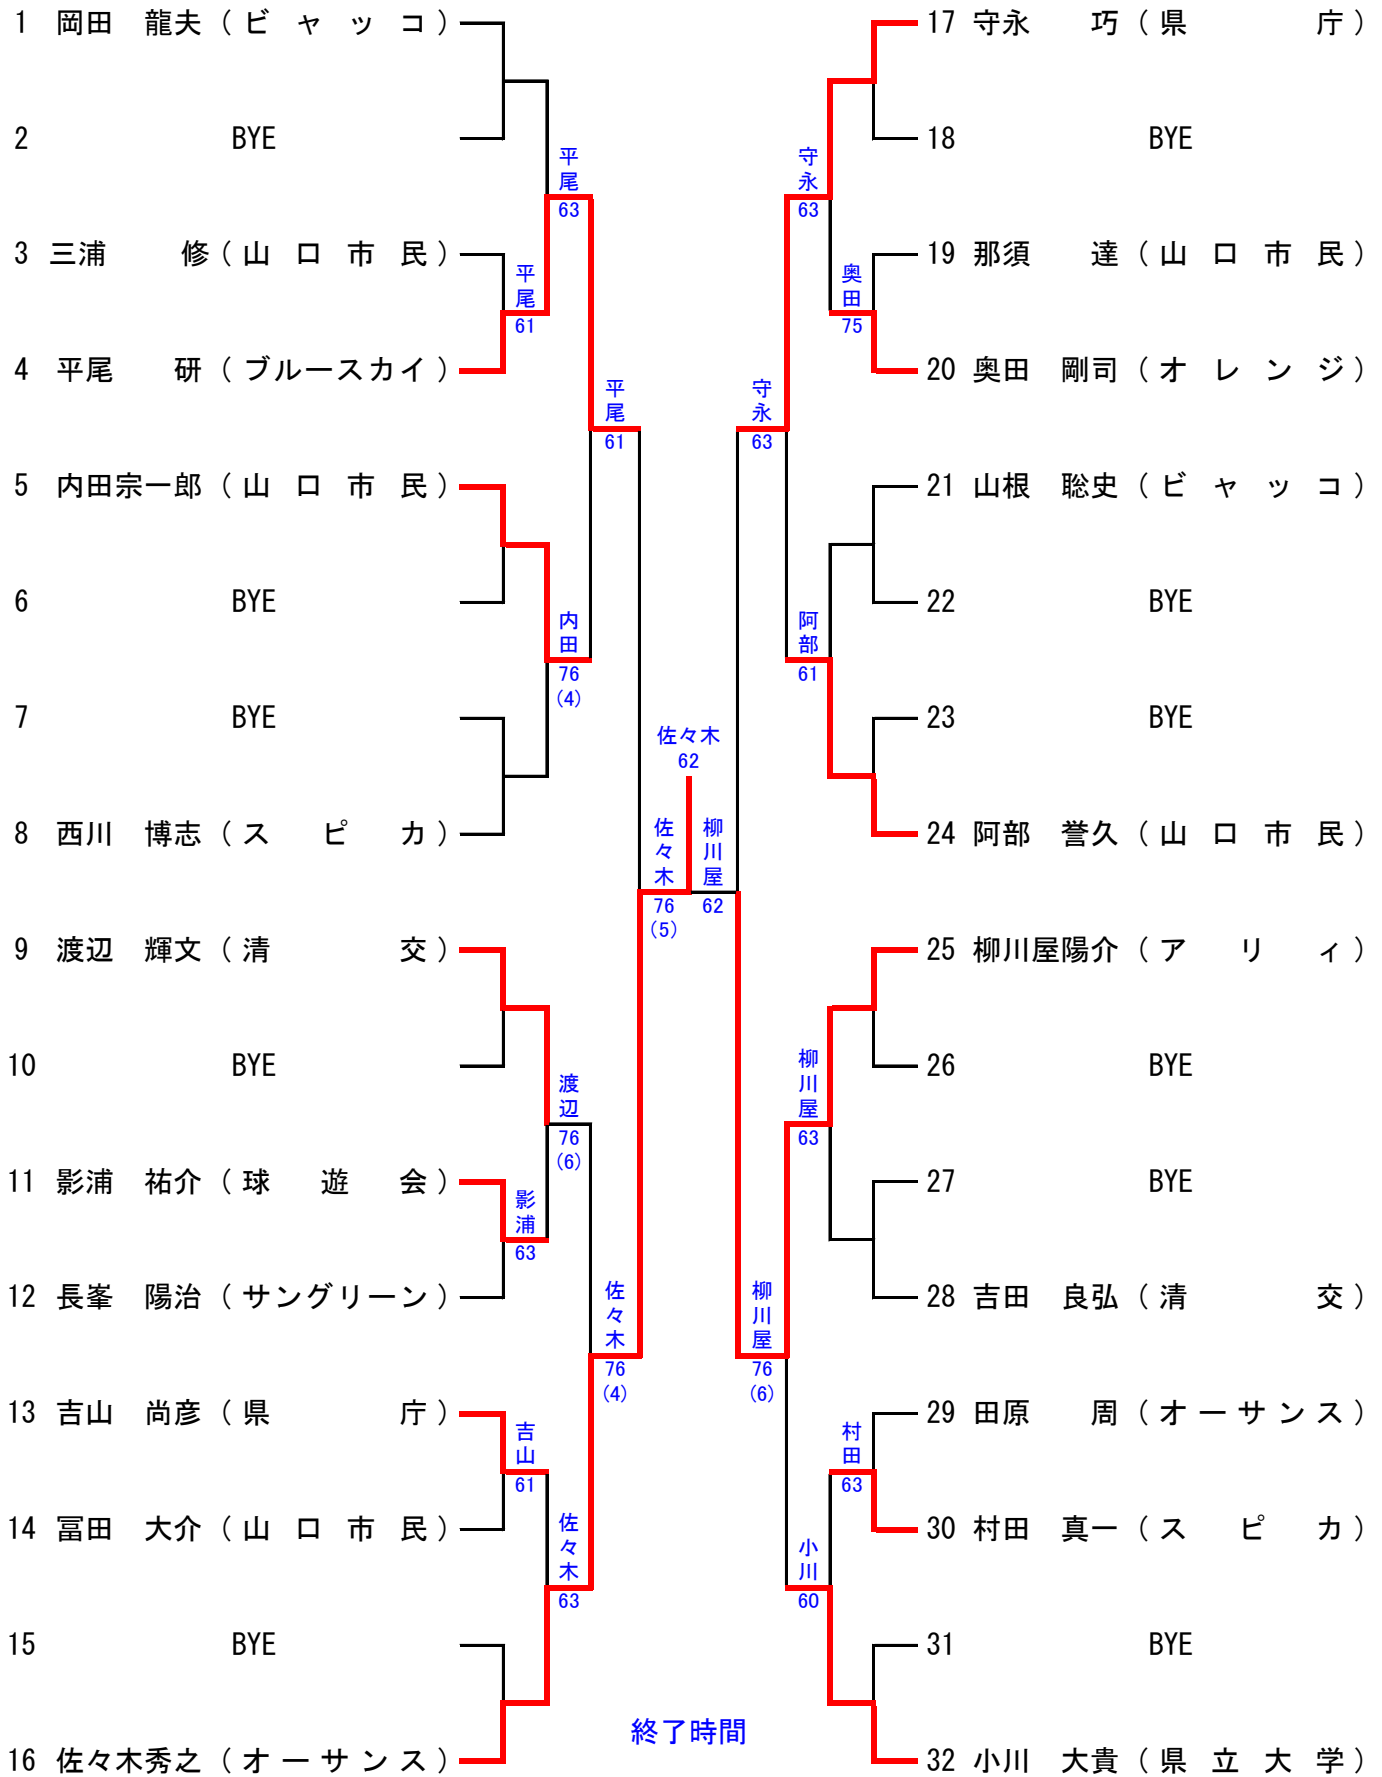 1 岡田 龍夫 （ビャッコ）
2 BYE
3 三浦 修 （山口市民）
4 平尾 研 （ブルースカイ）
5 内田宗一郎 （山口市民）
6 BYE
7 BYE
8 西川 博志 （スピカ）
9 渡辺 輝文 （清交）
10 BYE
11 影浦 祐介 （球遊会）
12 長峯 陽治 （サングリーン）
13 吉山 尚彦 （県庁）
14 冨田 大介 （山口市民）
15 BYE
16 佐々木秀之 （オーサンス）
平尾
61
影浦
63
吉山
61
平尾
63
内田
76
(4)
渡辺
76
(6)
佐々木
63
平尾
61
佐々木
76
(4)
佐々木
76
(5)
佐々木
62
柳川屋
62
守永
63
柳川屋
76
(6)
守永
63
阿部
61
柳川屋
63
小川
60
奥田
75
村田
63
17 守永 巧 （県庁）
18 BYE
19 那須 達 （山口市民）
20 奥田 剛司 （オレンジ）
21 山根 聡史 （ビャッコ）
22 BYE
23 BYE
24 阿部 誉久 （山口市民）
25 柳川屋陽介 （アリィ）
26 BYE
27 BYE
28 吉田 良弘 （清交）
29 田原 周 （オーサンス）
30 村田 真一 （スピカ）
31 BYE
32 小川 大貴 （県立大学）
終了時間